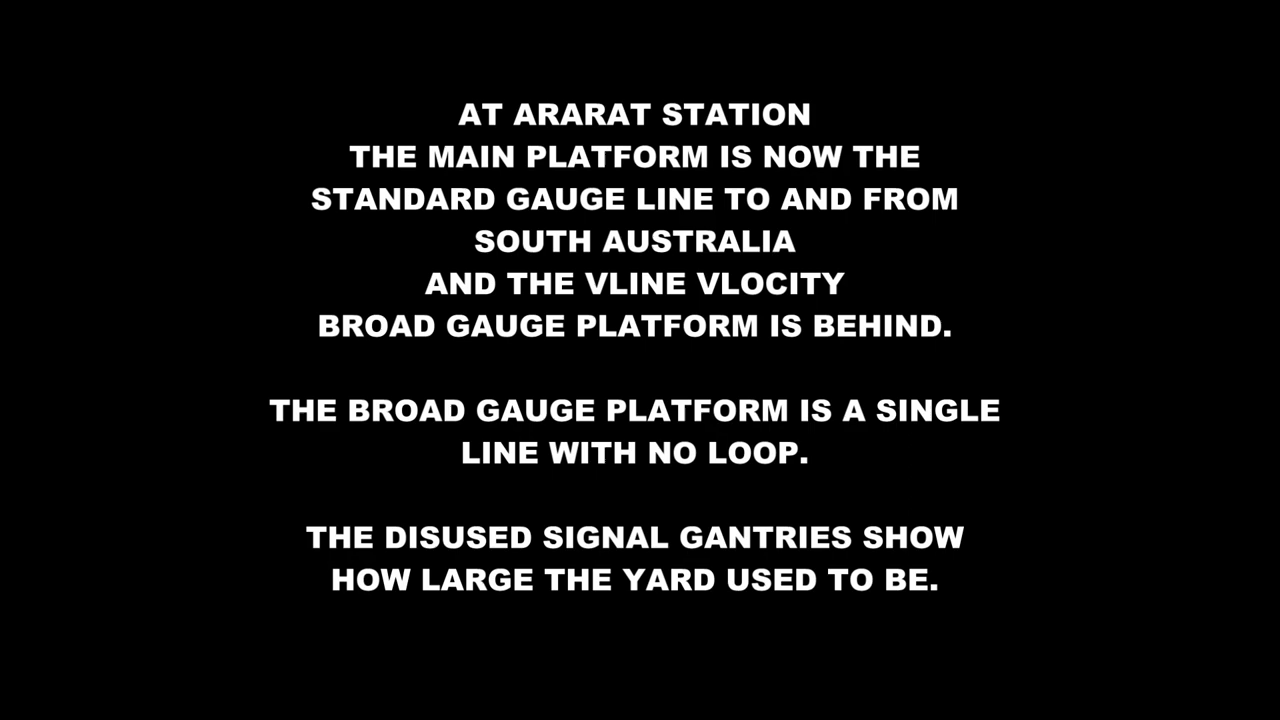 AT ARARAT STATION
THE MAIN PLATFORM IS NOW THE
STANDARD GAUGE LINE TO AND FROM
SOUTH AUSTRALIA
AND THE VLINE VLOCITY
BROAD GAUGE PLATFORM IS BEHIND.
THE BROAD GAUGE PLATFORM IS A SINGLE
LINE WITH NO LOOP.
THE DISUSED SIGNAL GANTRIES SHOW
HOW LARGE THE YARD USED TO BE.